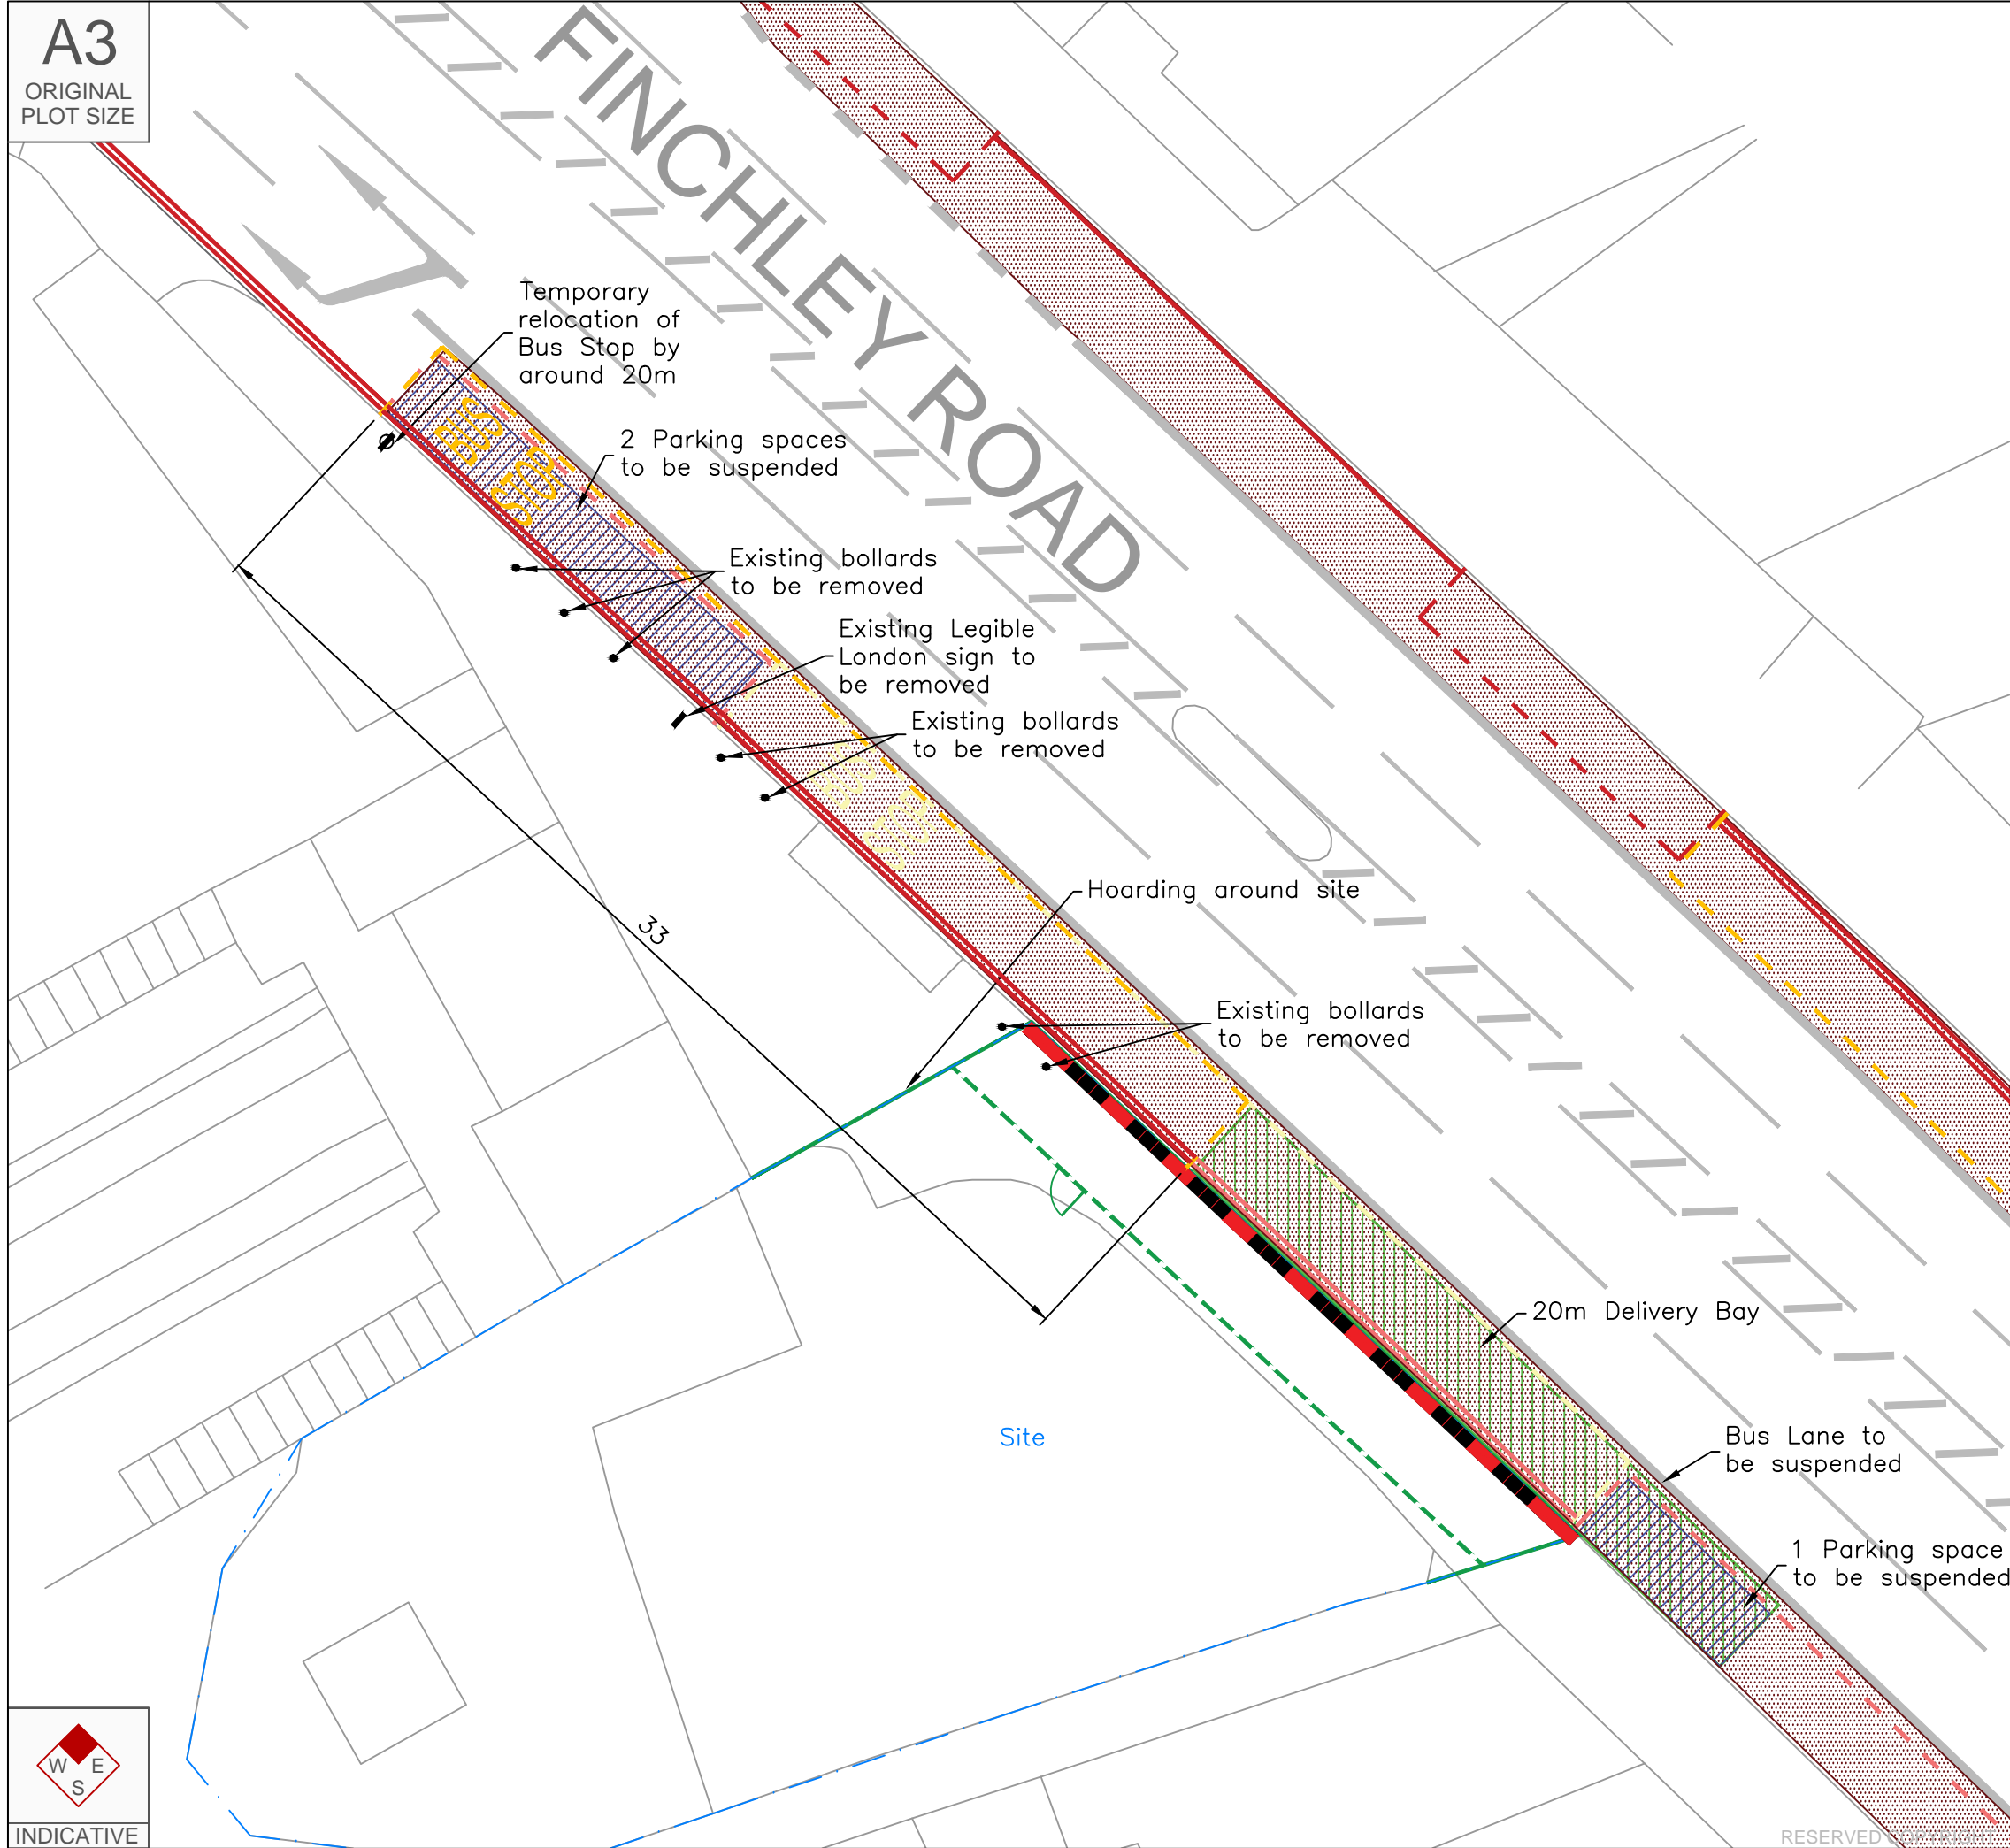 A3
ORIGINAL
PLOT SIZE
FINCHLEY ROAD
Temporary
relocation of
Bus Stop by
around 20m
BUS
STOP
2 Parking spaces
to be suspended
Existing bollards
to be removed
Existing Legible
London sign to
be removed
Existing bollards
to be removed
BUS
STOP
33
Hoarding around site
Existing bollards
to be removed
20m Delivery Bay
Site
Bus Lane to
be suspended
1 Parking space
to be suspended
W E
S
INDICATIVE
RESERVED COPYRIGHT